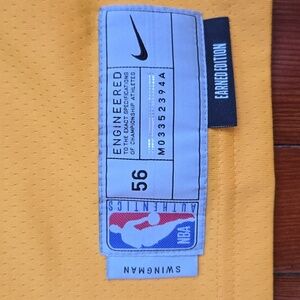 ENGINEERED
TO THE EXACT SPECIFICATIONS
OF CHAMPIONSHIP ATHLETES
M03352394A
56
AUTHENTICS
NBA
SWINGMAN
EARNED EDITION